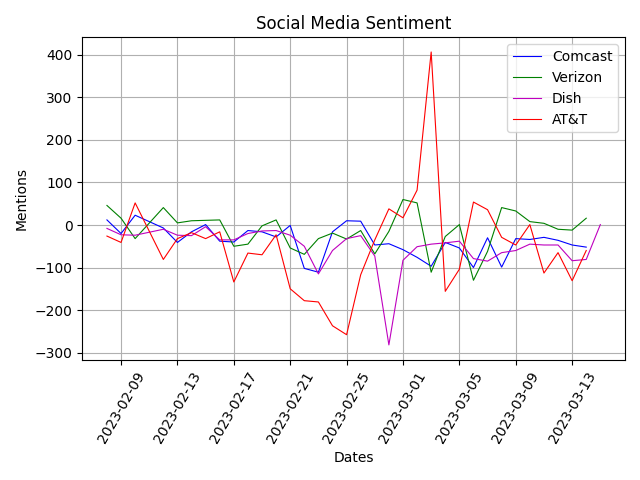 Social Media Sentiment
Comcast
Verizon
Dish
AT&T
400
300
200
100
0
−100
−200
−300
Mentions
2023-02-09
2023-02-13
2023-02-17
2023-02-21
2023-02-25
2023-03-01
2023-03-05
2023-03-09
2023-03-13
Dates